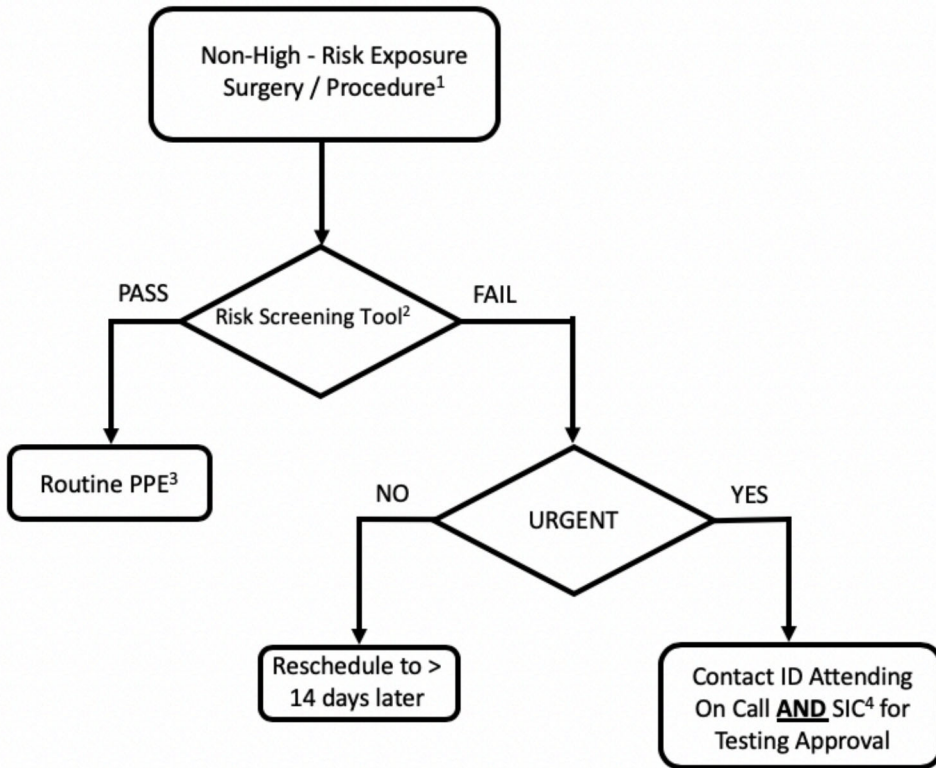 Non-High - Risk Exposure
Surgery / Procedure¹
PASS
Risk Screening Tool²
FAIL
Routine PPE³
NO
URGENT
YES
Reschedule to >
14 days later
Contact ID Attending
On Call AND SIC⁴ for
Testing Approval